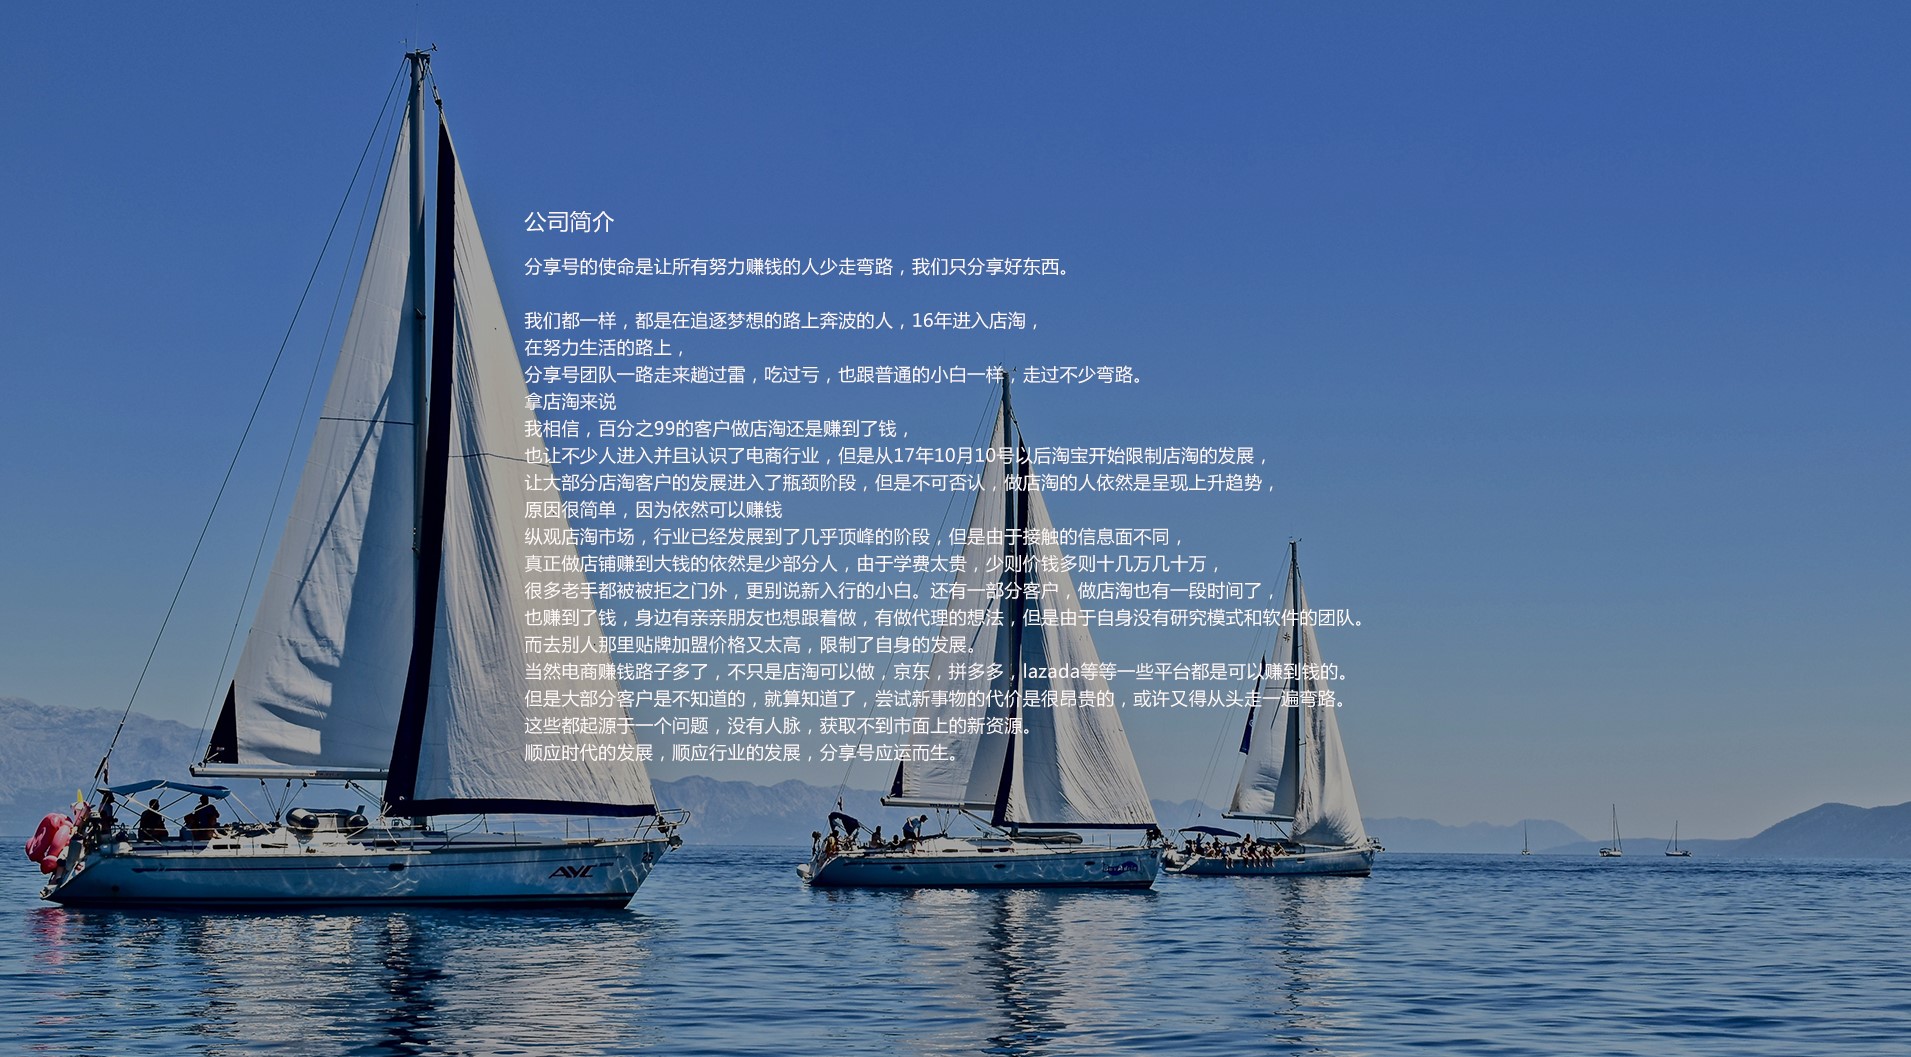 公司简介
分享号的使命是让所有努力赚钱的人少走弯路，我们只分享好东西。
我们都一样，都是在追逐梦想的路上奔波的人，16年进入店淘，
在努力生活的路上，
分享号团队一路走来趟过雷，吃过亏，也跟普通的小白一样，走过不少弯路。
拿店淘来说
我相信，百分之99的客户做店淘还是赚到了钱，
也让不少人进入并且认识了电商行业，但是从17年10月10号以后淘宝开始限制店淘的发展，
让大部分店淘客户的发展进入了瓶颈阶段，但是不可否认，做店淘的人依然是呈现上升趋势，
原因很简单，因为依然可以赚钱
纵观店淘市场，行业已经发展到了几乎顶峰的阶段，但是由于接触的信息面不同，
真正做店铺赚到大钱的依然是少部分人，由于学费太贵，少则价钱多则十几万几十万，
很多老手都被被拒之门外，更别说新入行的小白。还有一部分客户，做店淘也有一段时间了，
也赚到了钱，身边有亲亲朋友也想跟着做，有做代理的想法，但是由于自身没有研究模式和软件的团队。
而去别人那里贴牌加盟价格又太高，限制了自身的发展。
当然电商赚钱路子多了，不只是店淘可以做，京东，拼多多，lazada等等一些平台都是可以赚到钱的。
但是大部分客户是不知道的，就算知道了，尝试新事物的代价是很昂贵的，或许又得从头走一遍弯路。
这些都起源于一个问题，没有人脉，获取不到市面上的新资源。
顺应时代的发展，顺应行业的发展，分享号应运而生。
AYC
25